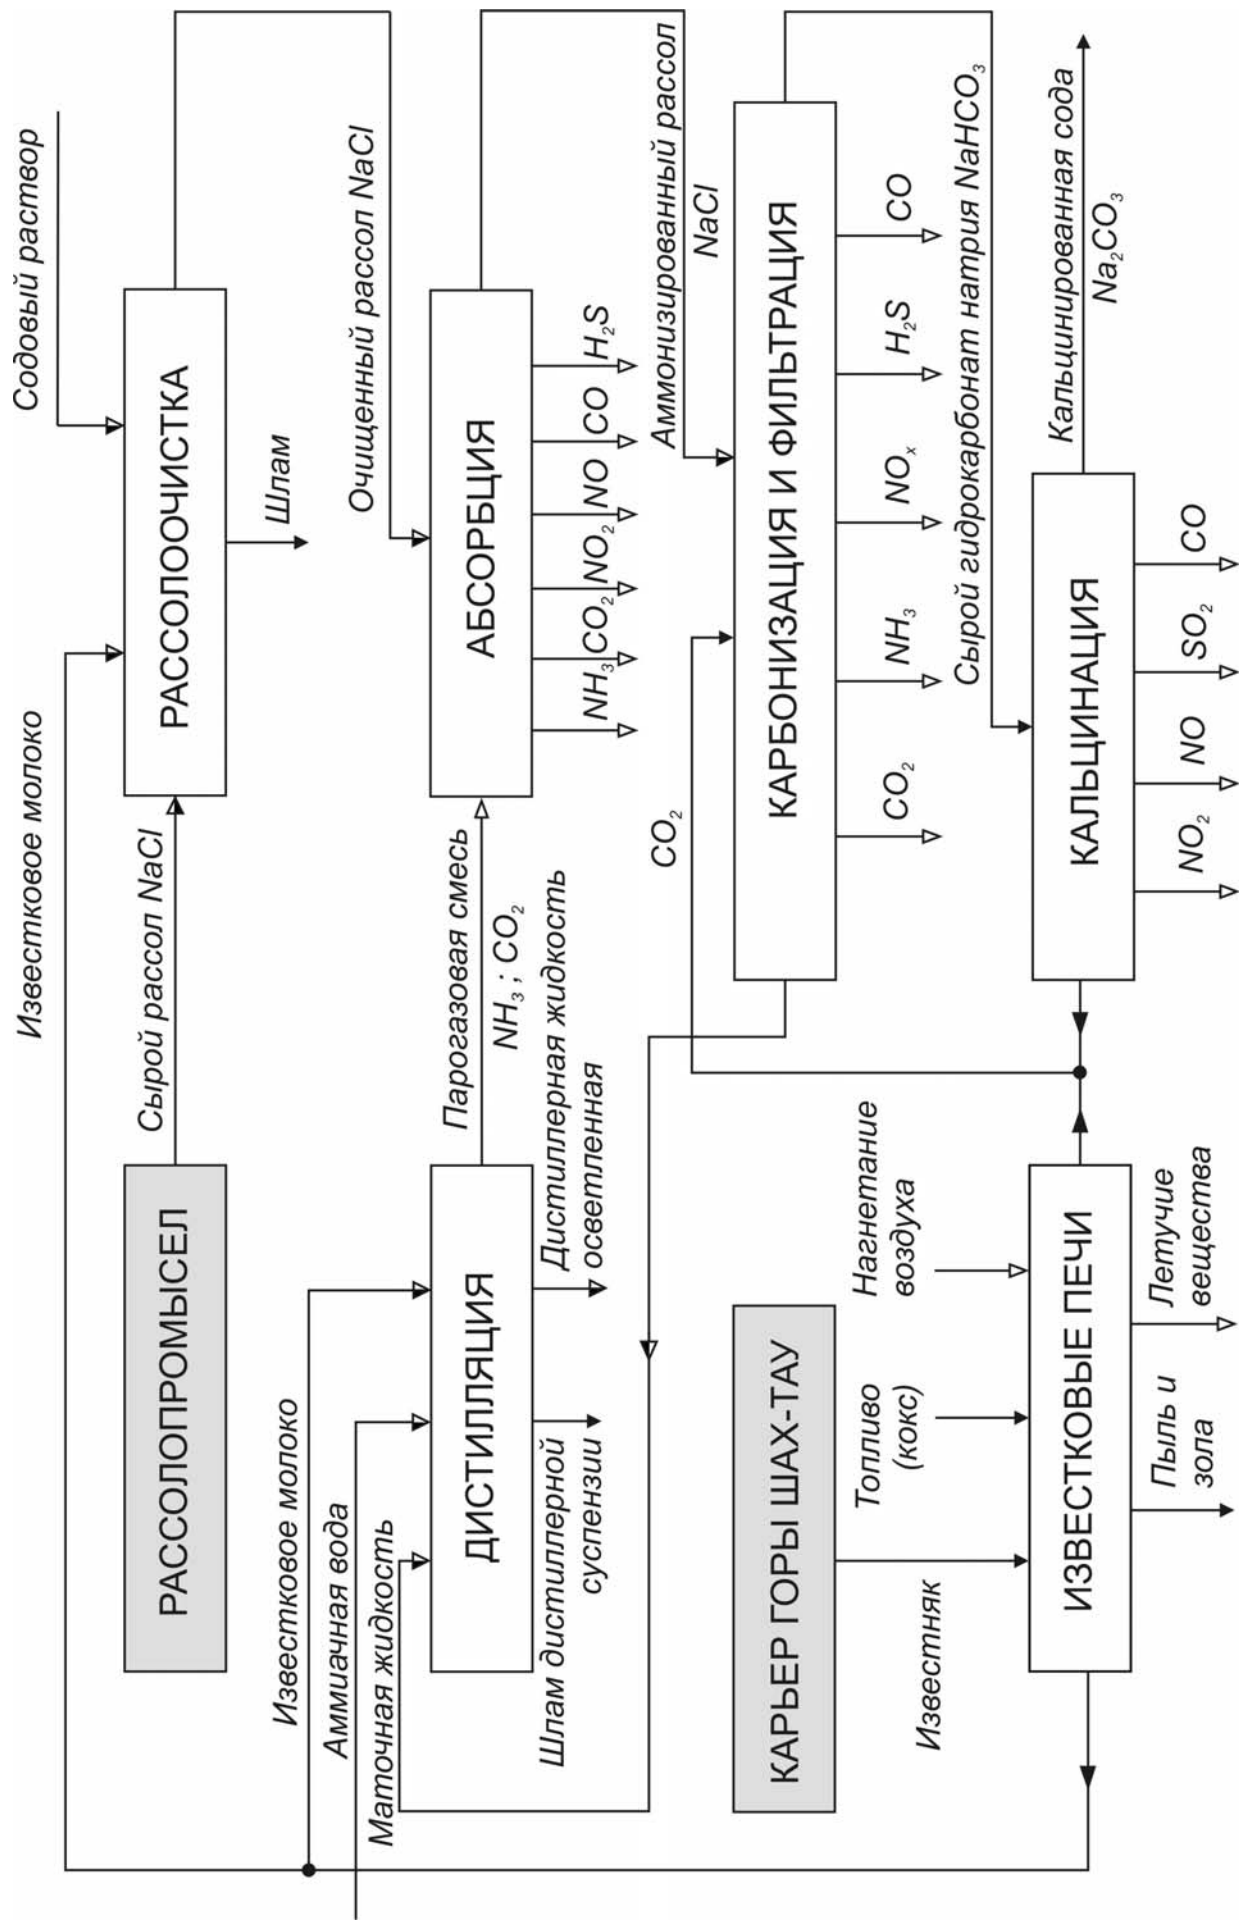 Известковое молоко
Содовый раствор
РАССОЛОПРОМЫСЕЛ
Сырой рассол NaCl
РАССОЛООЧИСТКА
Шлам
Известковое молоко
Аммиачная вода
Маточная жидкость
Очищенный рассол NaCl
ДИСТИЛЛЯЦИЯ
Парогазовая смесь
NH₃ ; CO₂
АБСОРБЦИЯ
Шлам дистиллерной
суспензии
Дистиллерная жидкость
осветленная
NH₃
CO₂
NO₂
NO
CO
H₂S
Аммонизированный рассол
NaCl
CO₂
КАРЬЕР ГОРЫ ШАХ-ТАУ
КАРБОНИЗАЦИЯ И ФИЛЬТРАЦИЯ
Известняк
Топливо
(кокс)
Нагнетание
воздуха
CO₂
NH₃
NOₓ
H₂S
CO
Сырой гидрокарбонат натрия NaHCO₃
ИЗВЕСТКОВЫЕ ПЕЧИ
КАЛЬЦИНАЦИЯ
Кальцинированная сода
Na₂CO₃
Пыль и
зола
Летучие
вещества
NO₂
NO
SO₂
CO